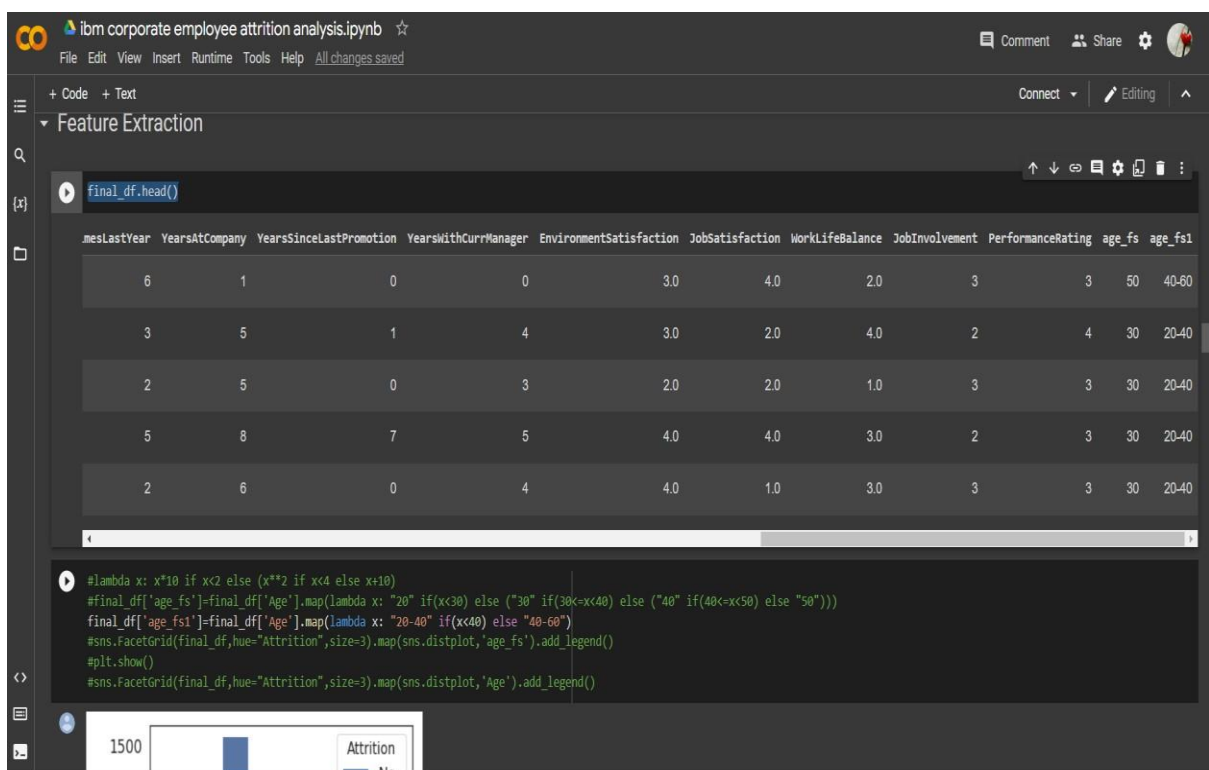 ibm corporate employee attrition analysis.ipynb
Comment Share
File Edit View Insert Runtime Tools Help All changes saved
+ Code + Text
Connect Editing
Feature Extraction
{x}
final_df.head()
mesLastYear YearsAtCompany YearsSinceLastPromotion YearsWithCurrManager EnvironmentSatisfaction JobSatisfaction WorkLifeBalance JobInvolvement PerformanceRating age_fs age_fs1
6 1 0 0 3.0 4.0 2.0 3 3 50 40-60
3 5 1 4 3.0 2.0 4.0 2 4 30 20-40
2 5 0 3 2.0 2.0 1.0 3 3 30 20-40
5 8 7 5 4.0 4.0 3.0 2 3 30 20-40
2 6 0 4 4.0 1.0 3.0 3 3 30 20-40
#lambda x: x*10 if x<2 else (x**2 if x<4 else x+10)
#final_df['age_fs']=final_df['Age'].map(lambda x: "20" if(x<30) else ("30" if(30<=x<40) else ("40" if(40<=x<50) else "50")))
final_df['age_fs1']=final_df['Age'].map(lambda x: "20-40" if(x<40) else "40-60")
#sns.FacetGrid(final_df,hue="Attrition",size=3).map(sns.distplot,'age_fs').add_legend()
#plt.show()
#sns.FacetGrid(final_df,hue="Attrition",size=3).map(sns.distplot,'Age').add_legend()
1500
Attrition